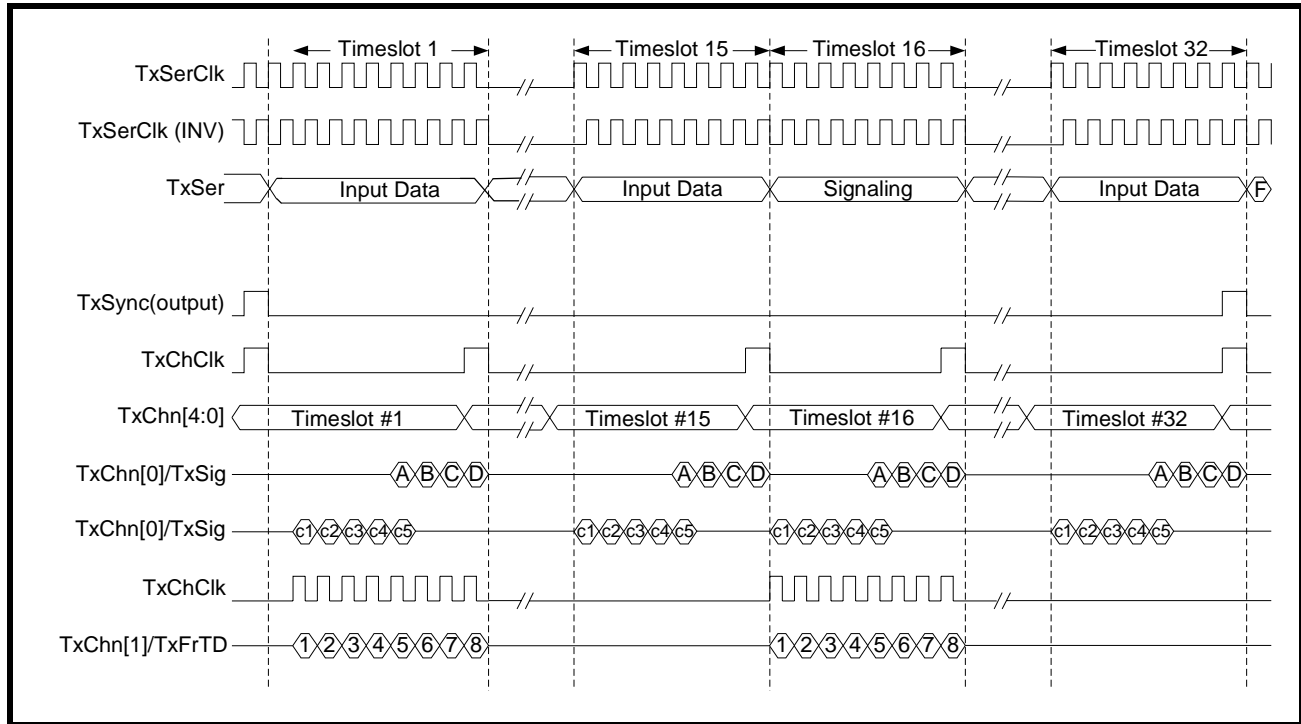 Timeslot 1 Timeslot 15 Timeslot 16 Timeslot 32
TxSerClk
TxSerClk (INV)
TxSer Input Data Input Data Signaling Input Data F
TxSync(output)
TxChClk
TxChn[4:0] Timeslot #1 Timeslot #15 Timeslot #16 Timeslot #32
TxChn[0]/TxSig A B C D A B C D A B C D A B C D
TxChn[0]/TxSig c1 c2 c3 c4 c5 c1 c2 c3 c4 c5 c1 c2 c3 c4 c5 c1 c2 c3 c4 c5
TxChClk
TxChn[1]/TxFrTD 1 2 3 4 5 6 7 8 1 2 3 4 5 6 7 8